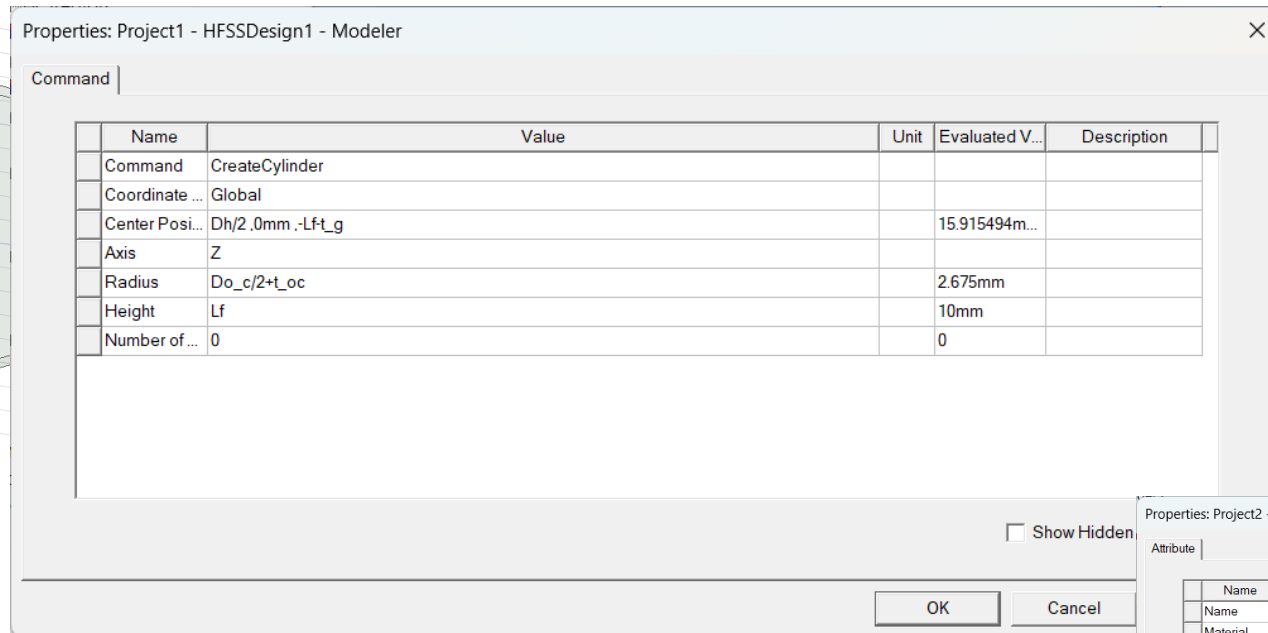 Properties: Project1 - HFSSDesign1 - Modeler
Command
Name Value Unit Evaluated V... Description
Command CreateCylinder
Coordinate ... Global
Center Posi... Dh/2 ,0mm ,-Lf-t_g 15.915494m...
Axis Z
Radius Do_c/2+t_oc 2.675mm
Height Lf 10mm
Number of ... 0 0
Show Hidden
Properties: Project2 -
Attribute
OK Cancel
Name
Name
Material